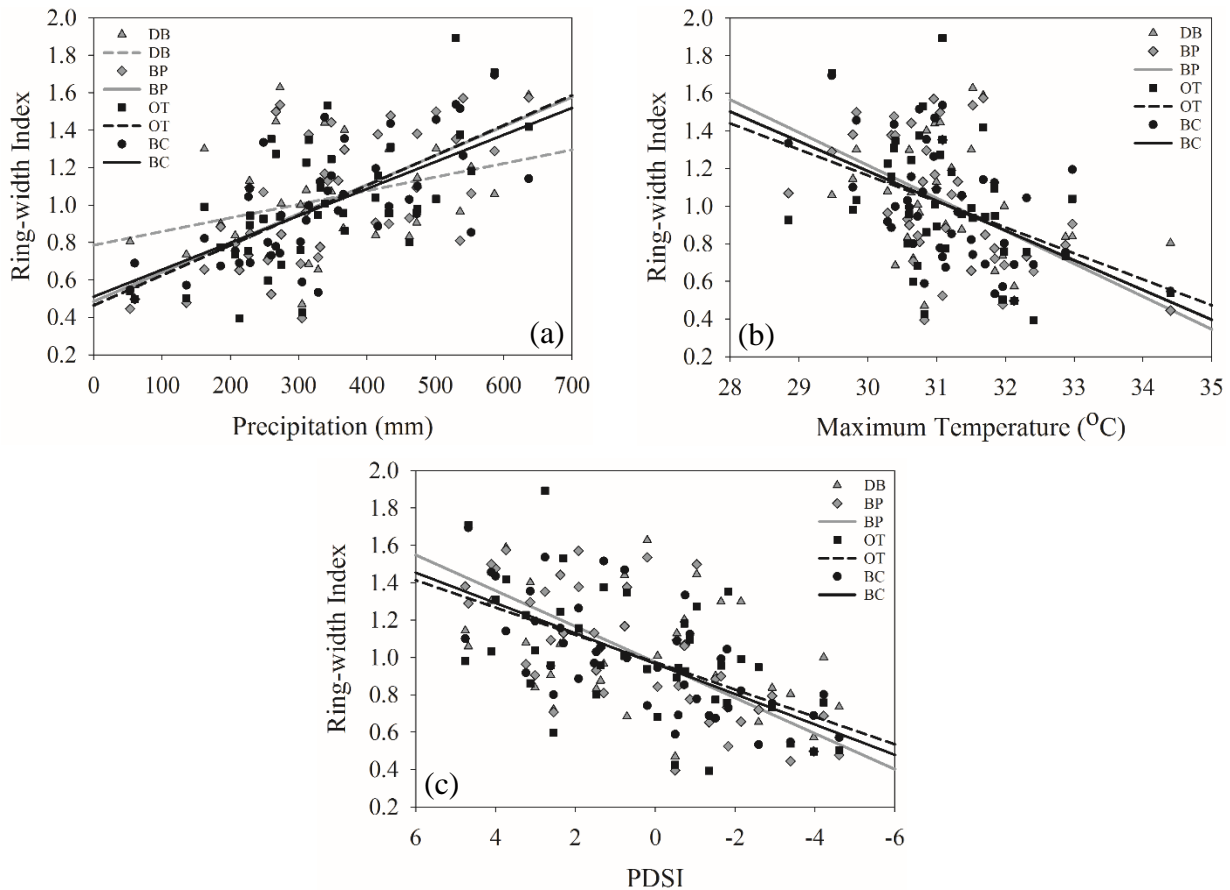 2.0
1.8
1.6
1.4
1.2
1.0
0.8
0.6
0.4
0.2
Ring-width Index
DB
DB
BP
BP
OT
OT
BC
BC
(a)
0 100 200 300 400 500 600 700
Precipitation (mm)
2.0
1.8
1.6
1.4
1.2
1.0
0.8
0.6
0.4
0.2
Ring-width Index
DB
BP
BP
OT
OT
BC
BC
(b)
28 29 30 31 32 33 34 35
Maximum Temperature (OC)
2.0
1.8
1.6
1.4
1.2
1.0
0.8
0.6
0.4
0.2
Ring-width Index
DB
BP
BP
OT
OT
BC
BC
(c)
6 4 2 0 -2 -4 -6
PDSI